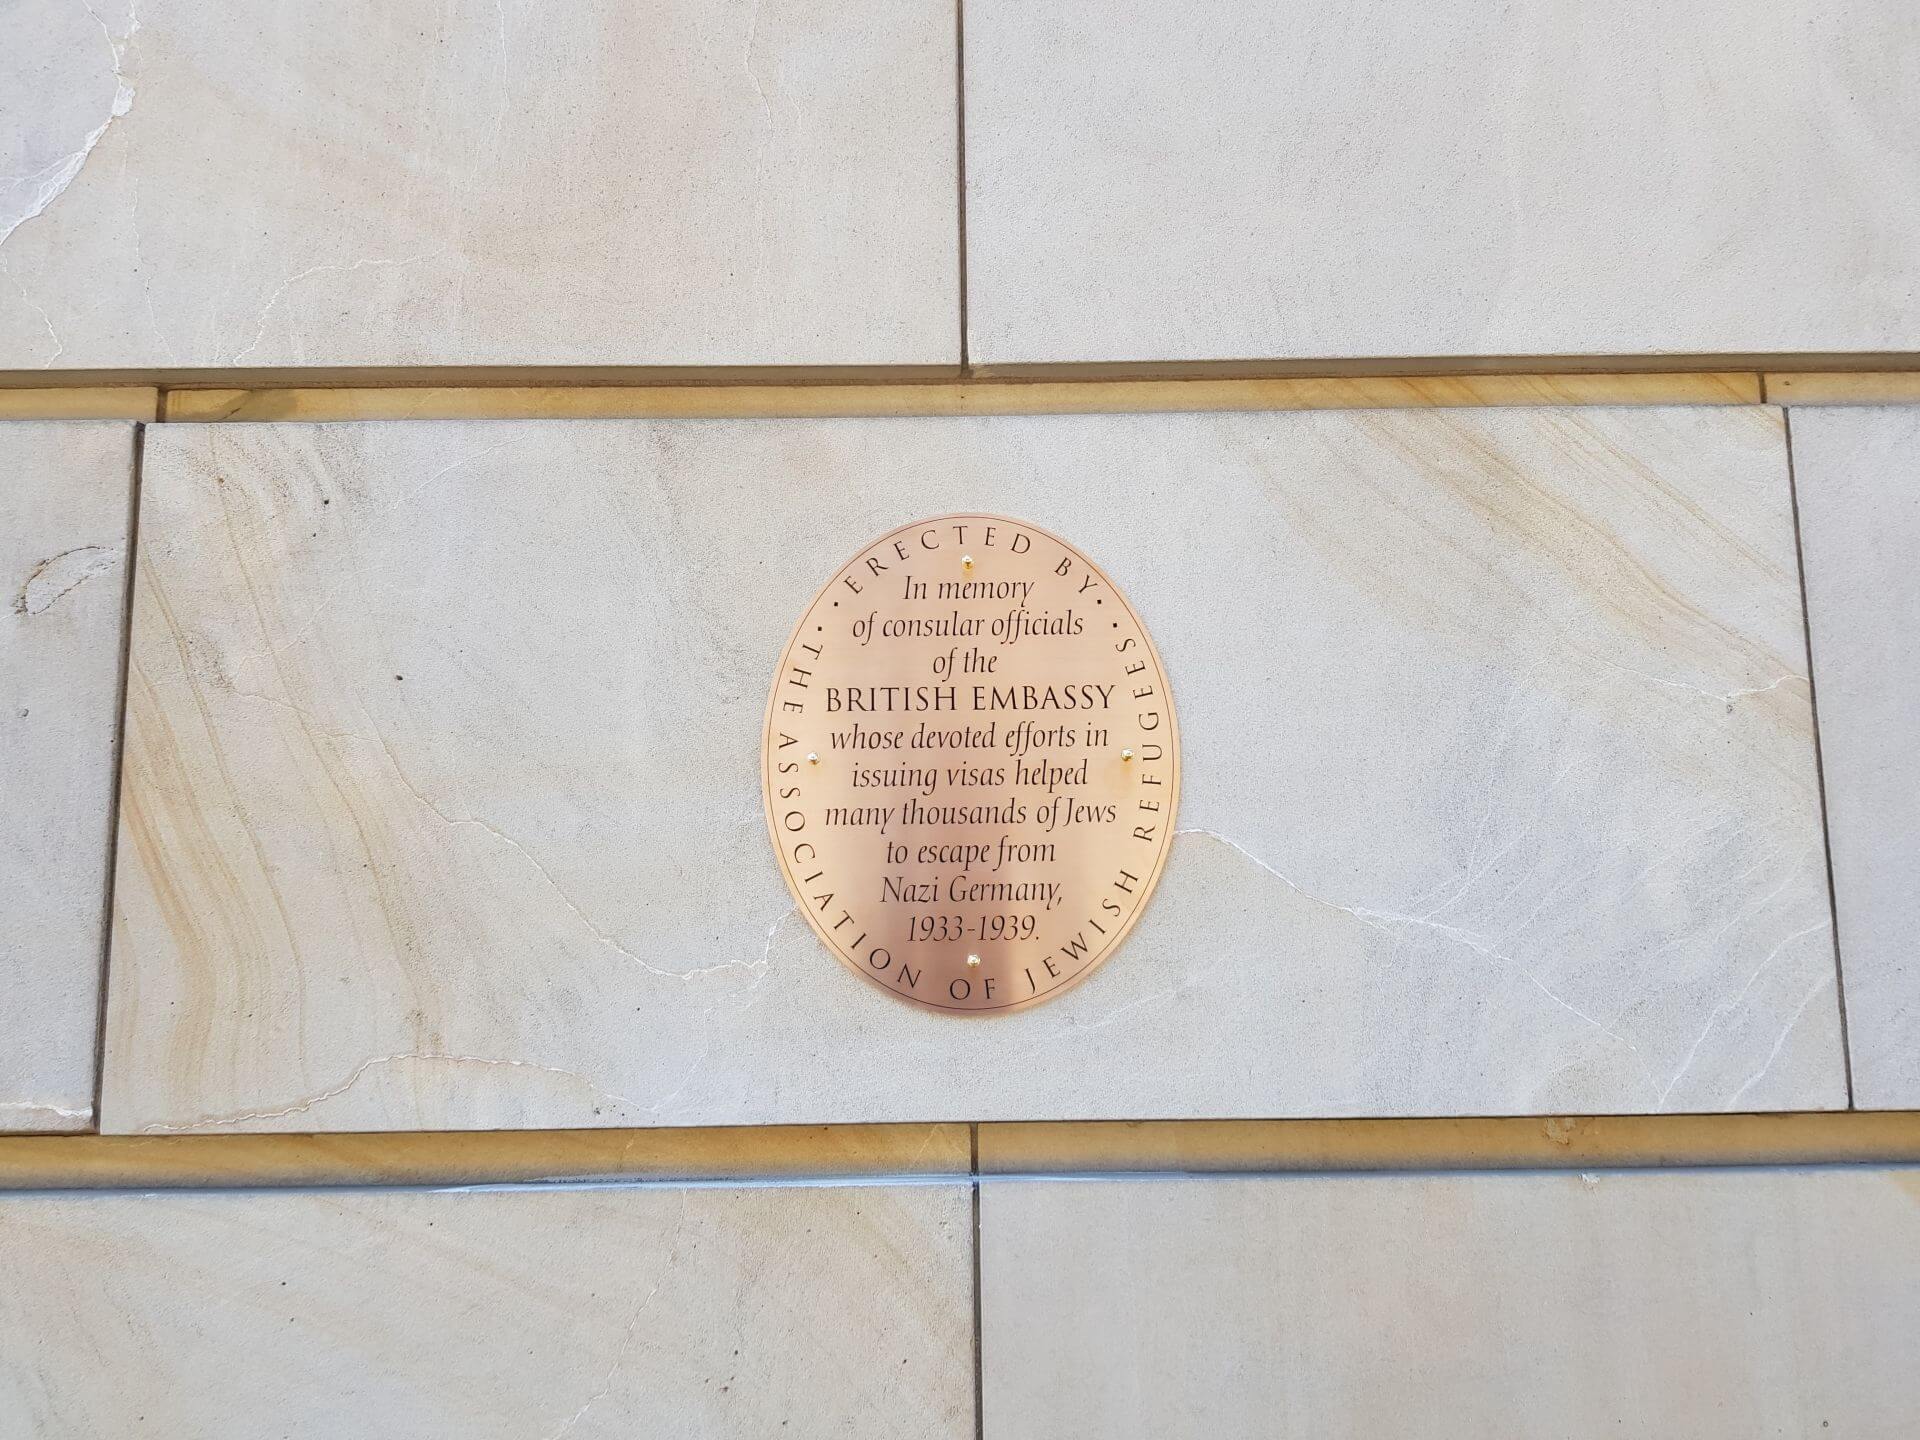 ERECTED BY
In memory
of consular officials
of the
BRITISH EMBASSY
whose devoted efforts in
issuing visas helped
many thousands of Jews
to escape from
Nazi Germany,
1933-1939.
THE ASSOCIATION OF JEWISH REFUGEES